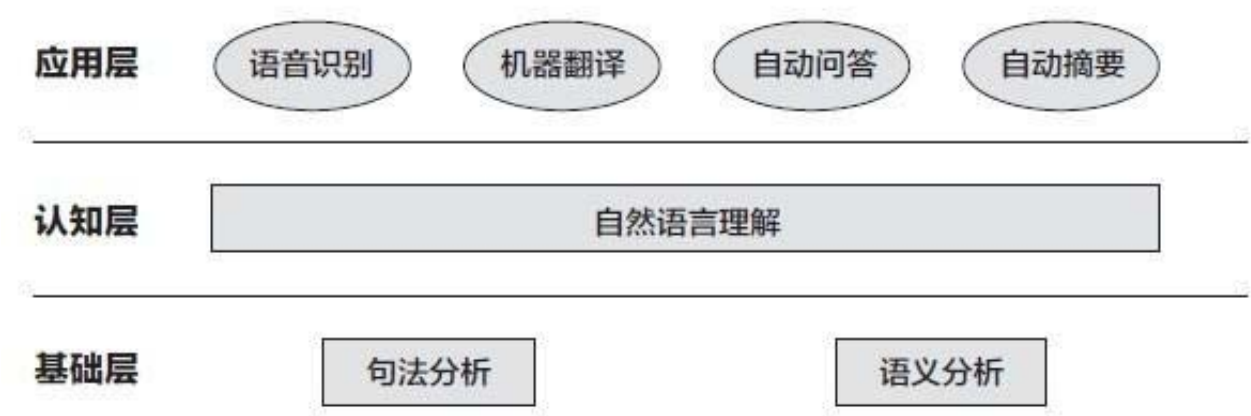 应用层 语音识别 机器翻译 自动问答 自动摘要
认知层 自然语言理解
基础层 句法分析 语义分析